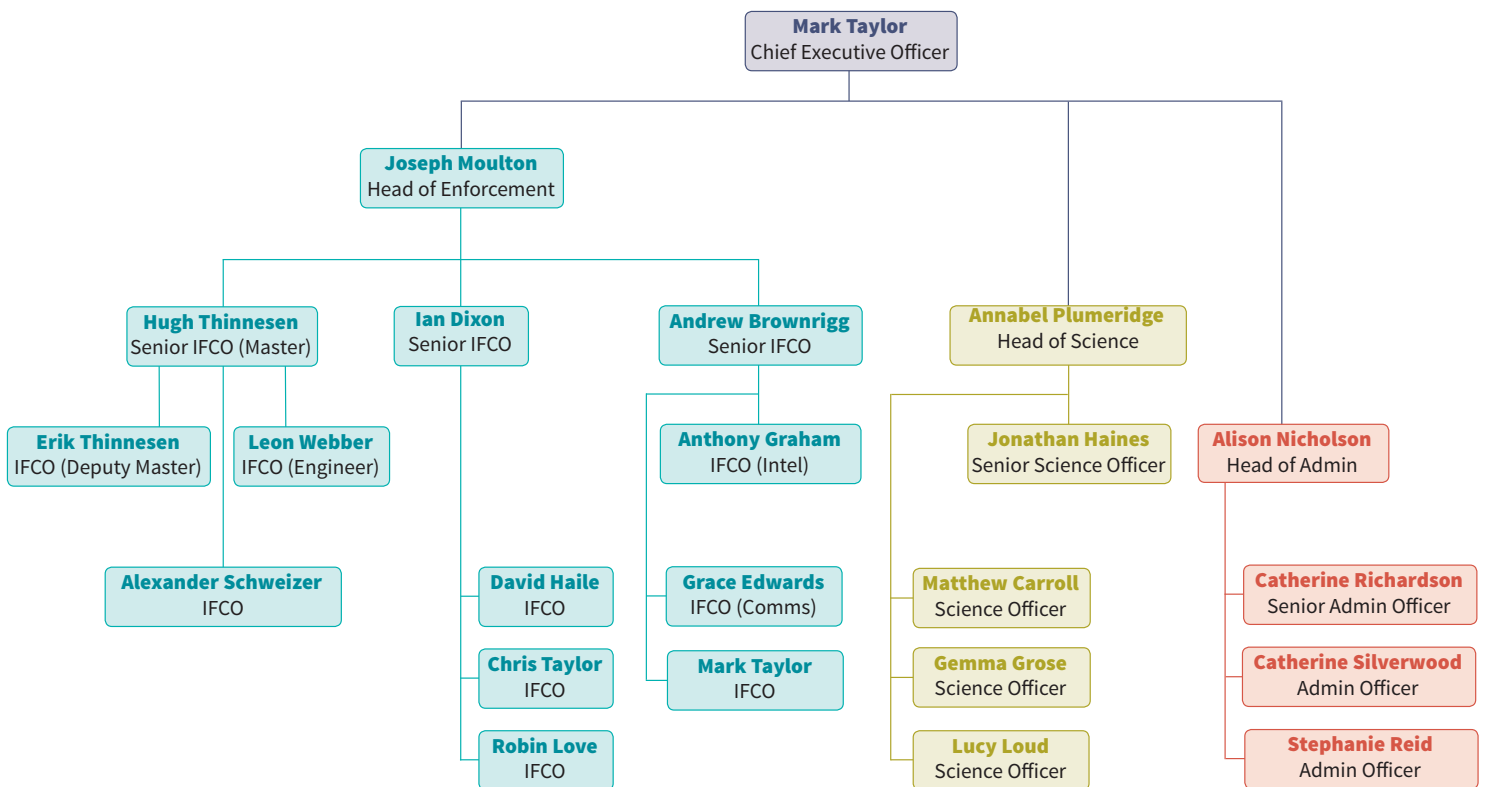 Mark Taylor
Chief Executive Officer
Joseph Moulton
Head of Enforcement
Hugh Thinnesen
Senior IFCO (Master)
Ian Dixon
Senior IFCO
Andrew Brownrigg
Senior IFCO
Annabel Plumeridge
Head of Science
Erik Thinnesen
IFCO (Deputy Master)
Leon Webber
IFCO (Engineer)
Anthony Graham
IFCO (Intel)
Jonathan Haines
Senior Science Officer
Alison Nicholson
Head of Admin
Alexander Schweizer
IFCO
David Haile
IFCO
Grace Edwards
IFCO (Comms)
Matthew Carroll
Science Officer
Catherine Richardson
Senior Admin Officer
Chris Taylor
IFCO
Mark Taylor
IFCO
Gemma Grose
Science Officer
Catherine Silverwood
Admin Officer
Robin Love
IFCO
Lucy Loud
Science Officer
Stephanie Reid
Admin Officer